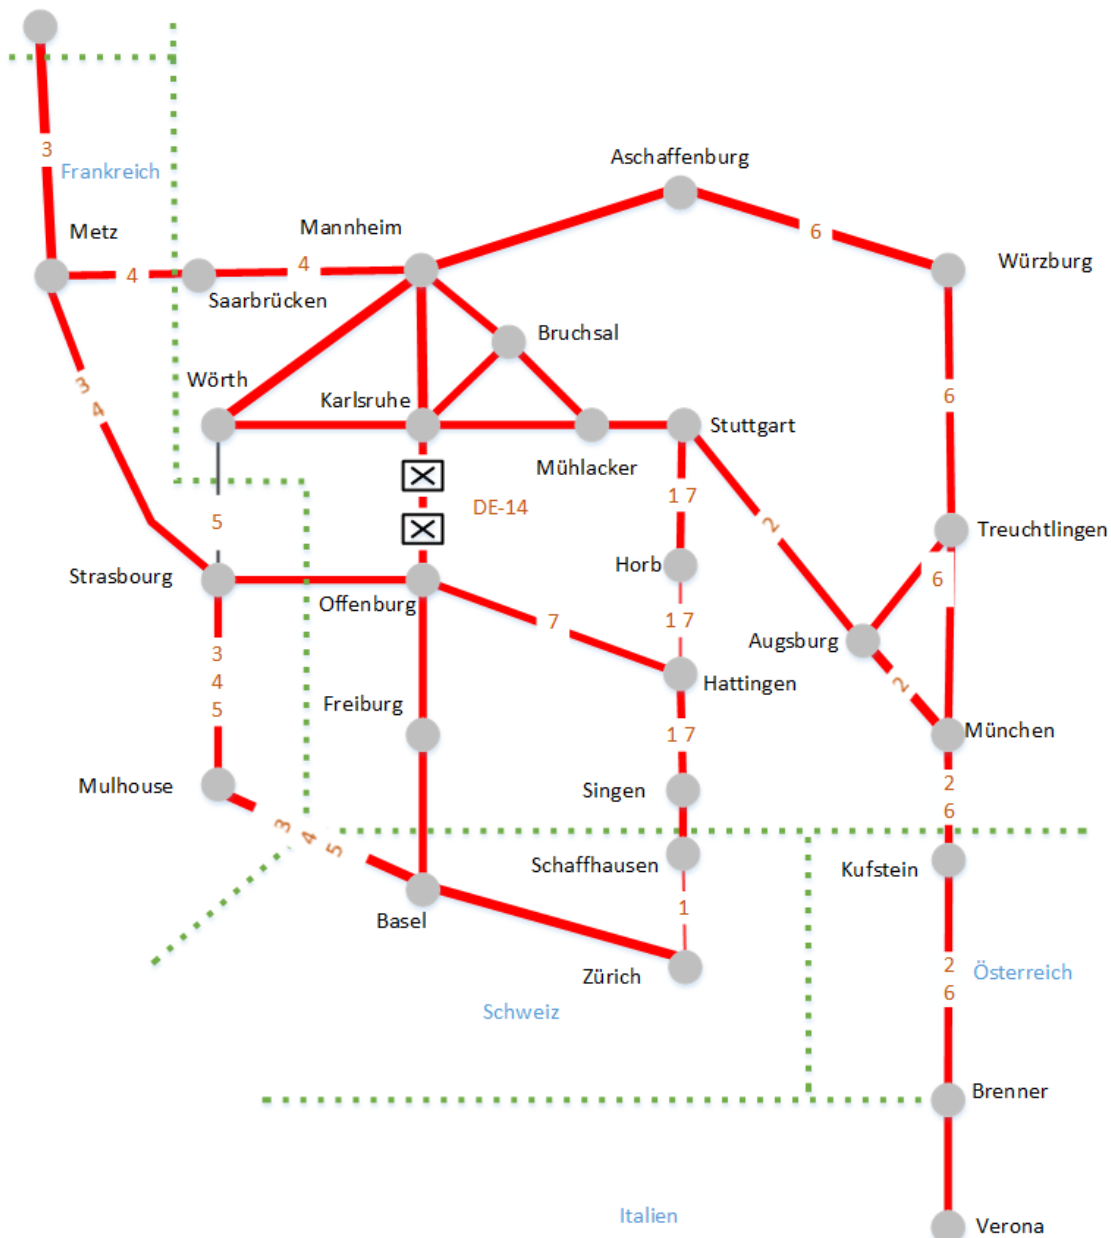 Aschaffenburg
3
Frankreich
Metz
Mannheim
6
Würzburg
4
4
Saarbrücken
Bruchsal
Wörth
3
4
Karlsruhe
6
Stuttgart
Mühlacker
1 7
DE-14
5
2
Treuchtlingen
Horb
Strasbourg
Offenburg
6
7
1 7
Augsburg
3
4
5
Hattingen
2
Freiburg
1 7
München
Mulhouse
Singen
2
6
3
4
5
Schaffhausen
Kufstein
Basel
1
Zürich
2
6
Österreich
Schweiz
Brenner
Italien
Verona